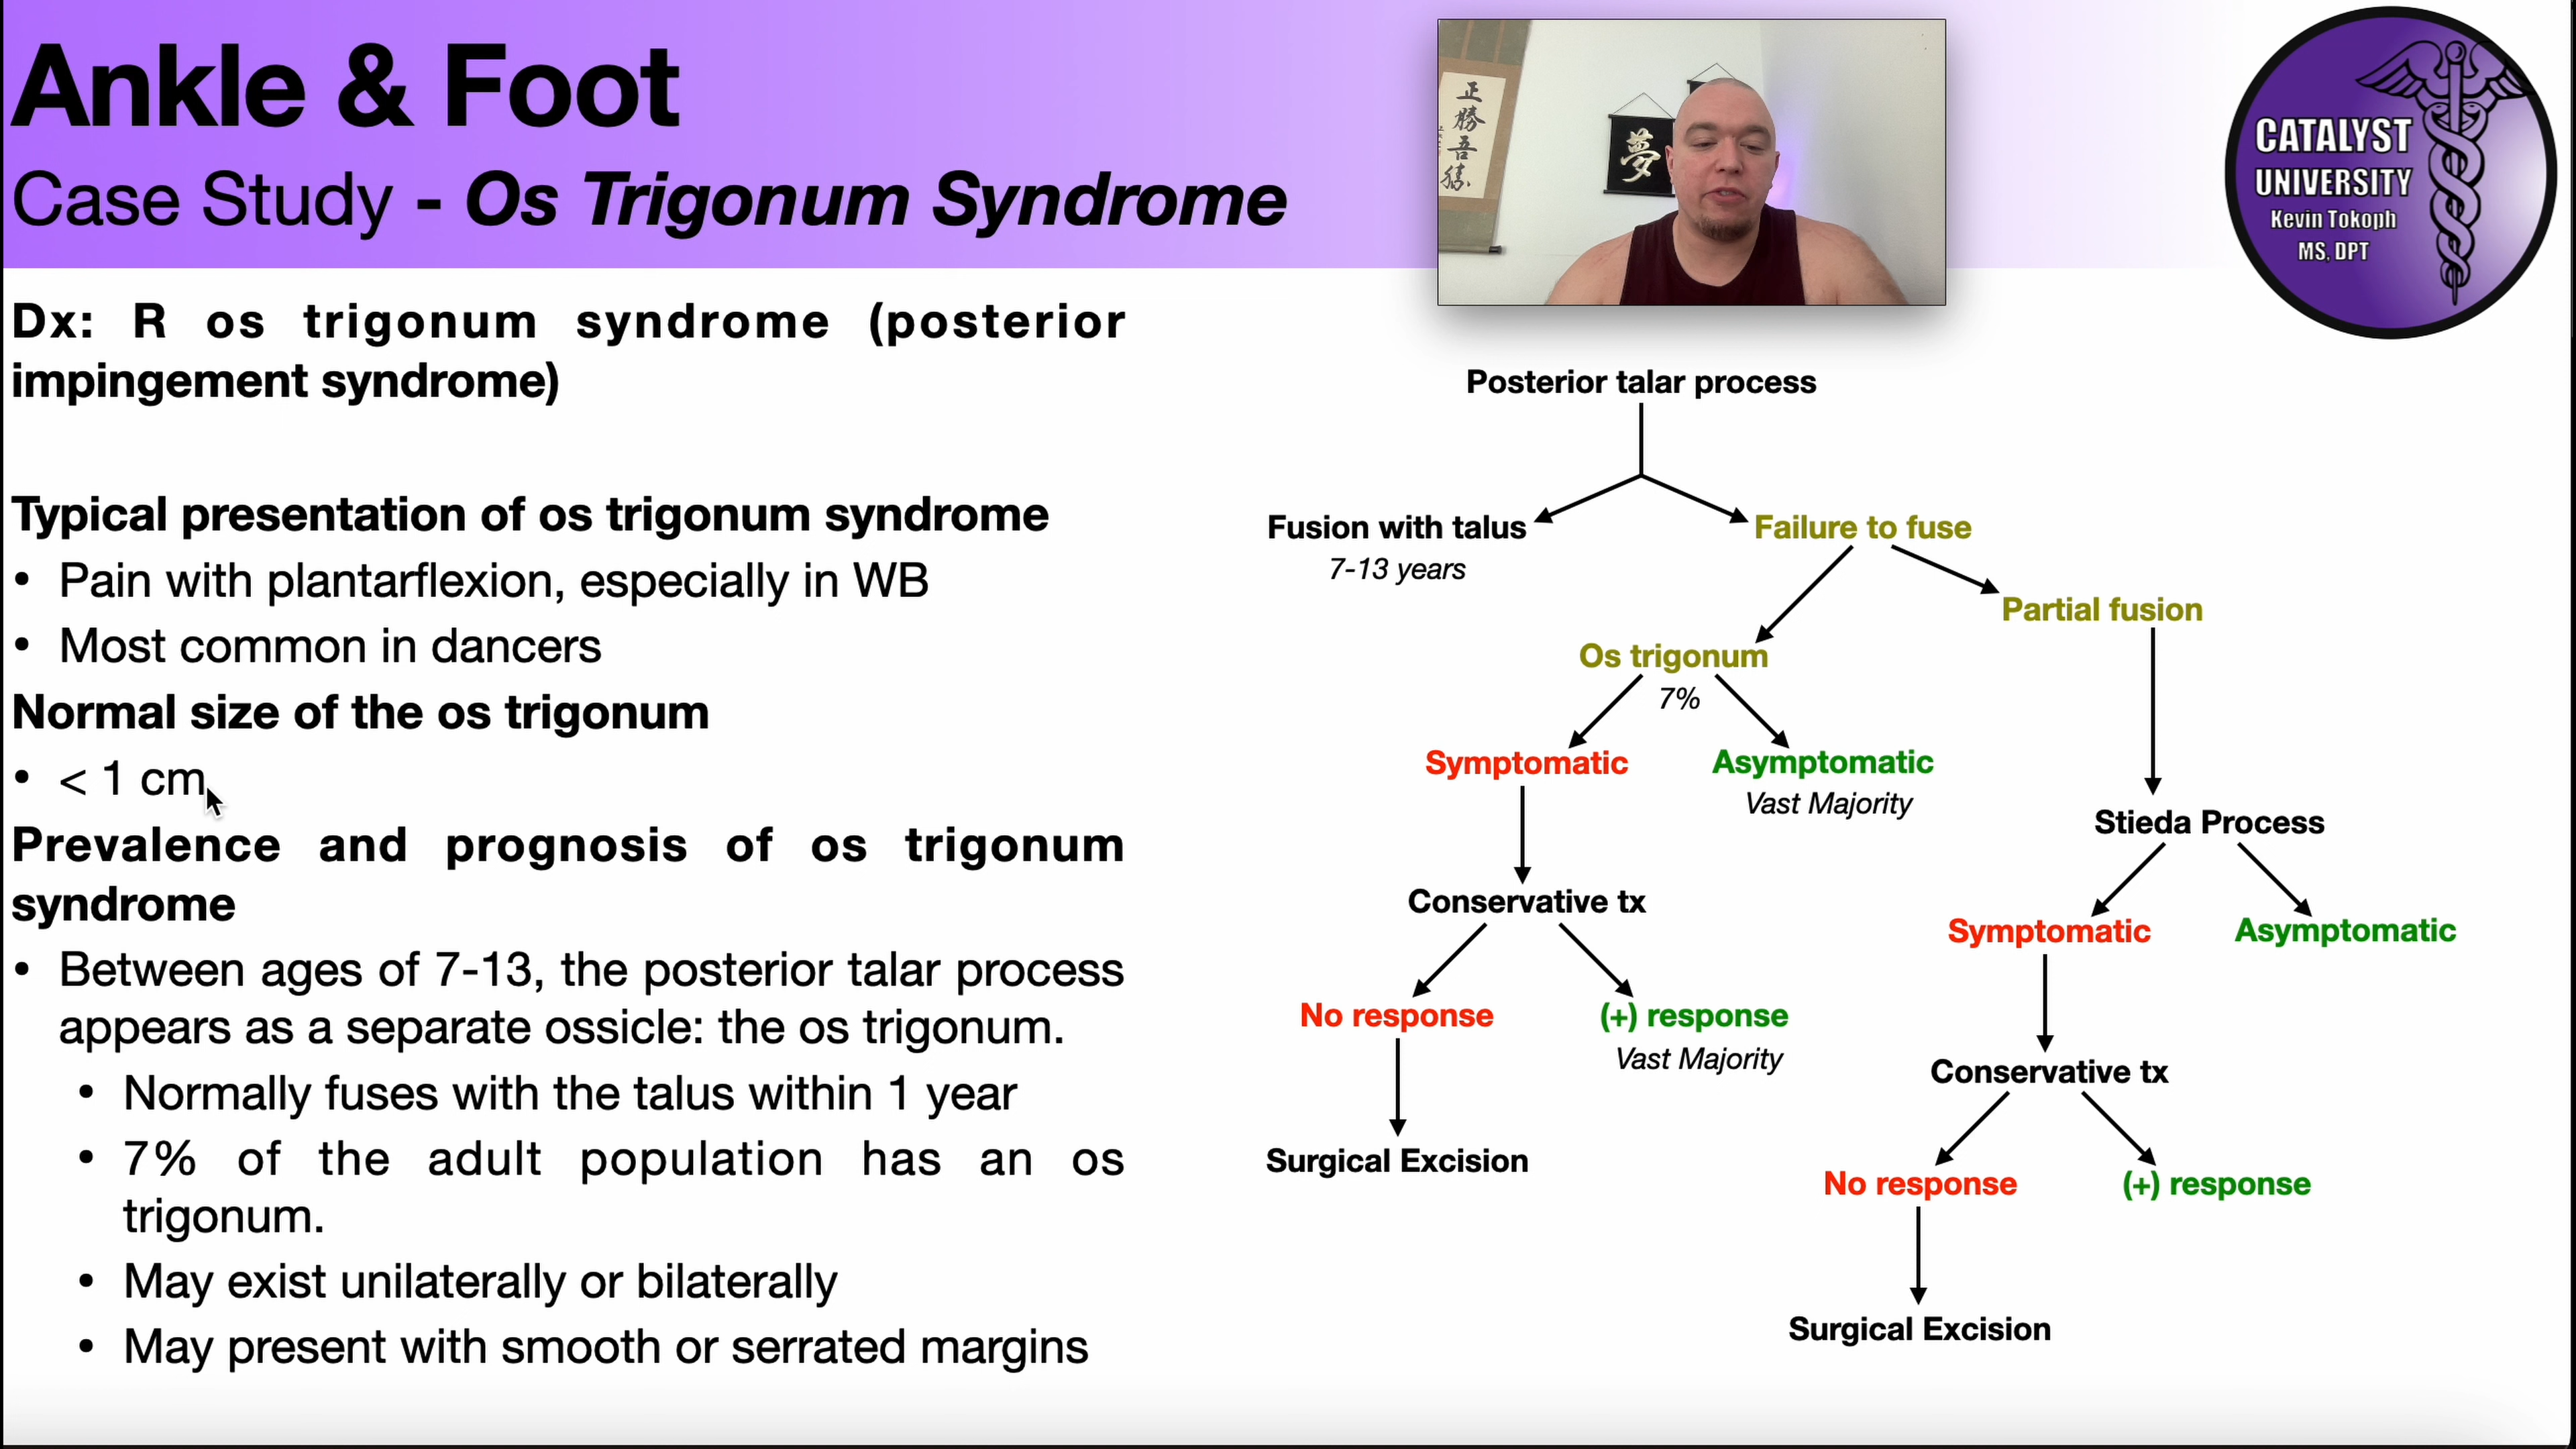 Ankle & Foot
Case Study - Os Trigonum Syndrome
正勝吾勝
夢
CATALYST
UNIVERSITY
Kevin Tokoph
MS, DPT
Dx: R os trigonum syndrome (posterior
impingement syndrome)
Typical presentation of os trigonum syndrome
• Pain with plantarflexion, especially in WB
• Most common in dancers
Normal size of the os trigonum
• < 1 cm
Prevalence and prognosis of os trigonum
syndrome
• Between ages of 7-13, the posterior talar process
appears as a separate ossicle: the os trigonum.
• Normally fuses with the talus within 1 year
• 7% of the adult population has an os
trigonum.
• May exist unilaterally or bilaterally
• May present with smooth or serrated margins
Posterior talar process
Fusion with talus
7-13 years
Failure to fuse
Partial fusion
Os trigonum
7%
Symptomatic
Asymptomatic
Vast Majority
Stieda Process
Conservative tx
Symptomatic
Asymptomatic
No response
(+) response
Vast Majority
Conservative tx
Surgical Excision
No response
(+) response
Surgical Excision